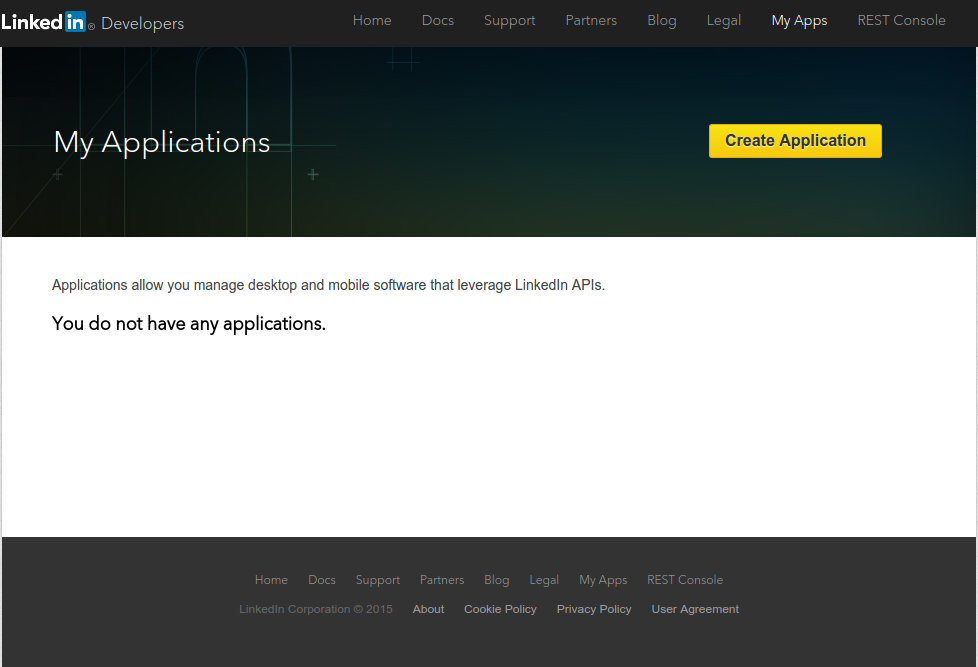 Linked in ® Developers Home Docs Support Partners Blog Legal My Apps REST Console
My Applications Create Application
Applications allow you manage desktop and mobile software that leverage LinkedIn APIs.
You do not have any applications.
Home Docs Support Partners Blog Legal My Apps REST Console
LinkedIn Corporation © 2015 About Cookie Policy Privacy Policy User Agreement